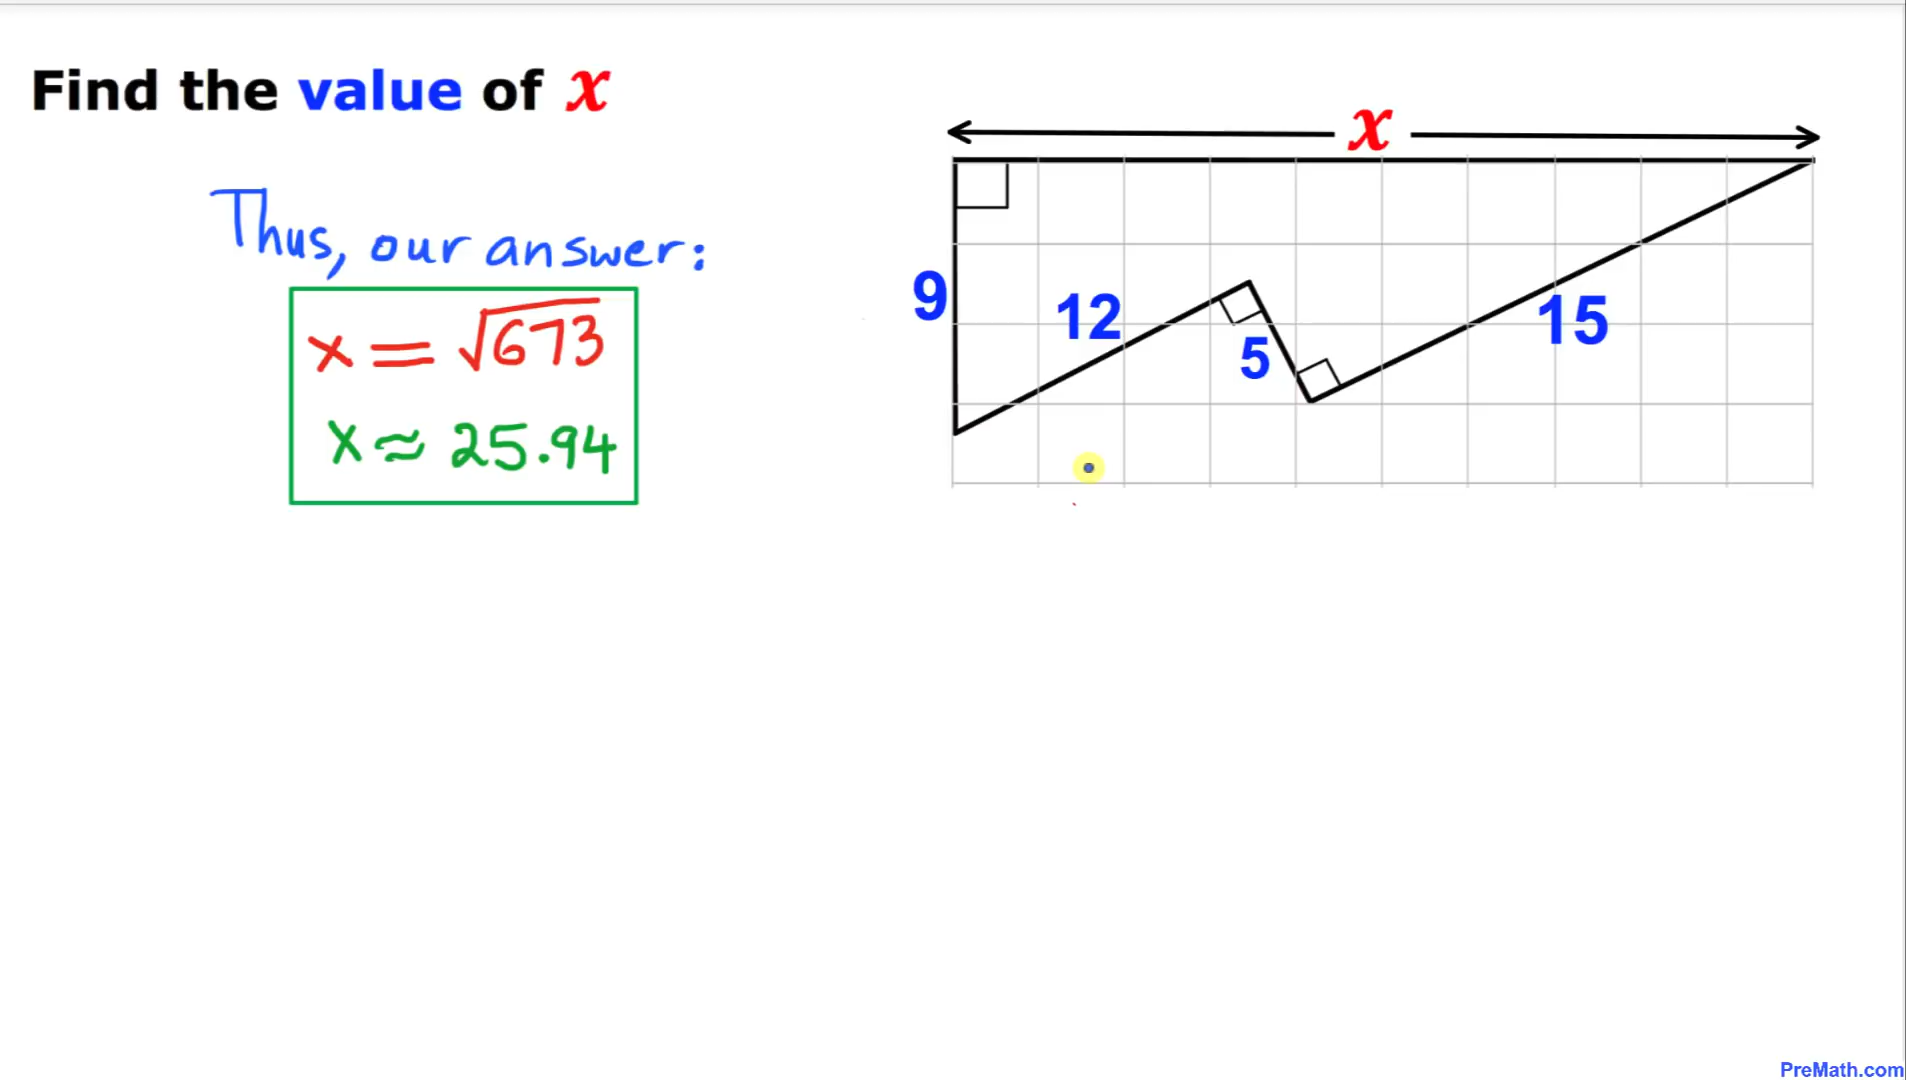 Find the value of x
x
Thus, our answer:
9
12
5
15
x = √673
x ≈ 25.94
PreMath.com